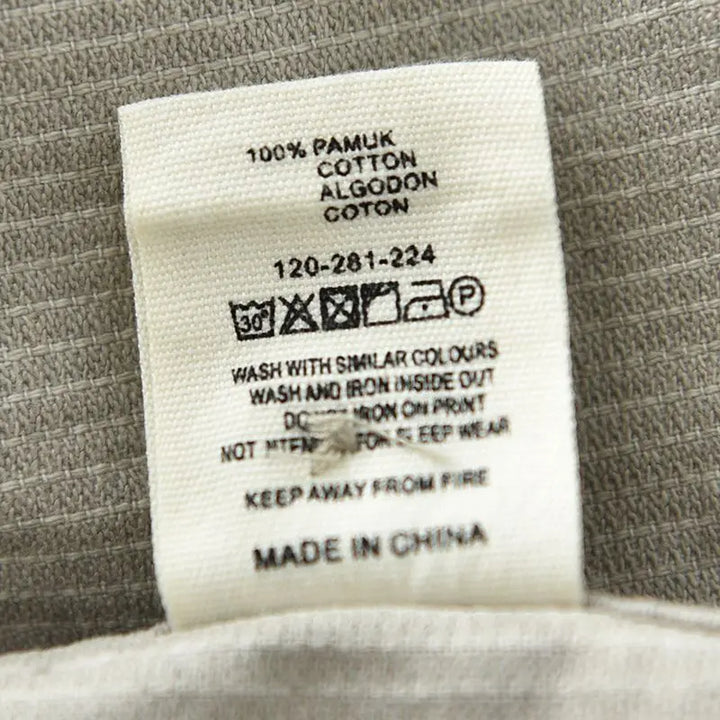 100% PAMUK
COTTON
ALGODON
COTON
120-281-224
30° P
WASH WITH SIMILAR COLOURS
WASH AND IRON INSIDE OUT
IRON ON PRINT
NOT FOR SLEEP WEAR
KEEP AWAY FROM FIRE
MADE IN CHINA